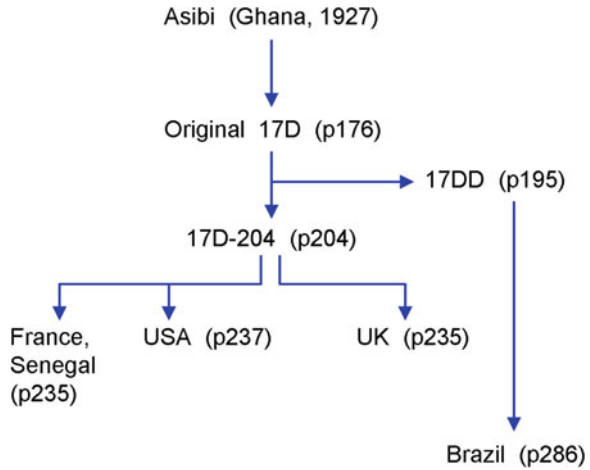 Asibi (Ghana, 1927)
Original 17D (p176)
17DD (p195)
17D-204 (p204)
France,
Senegal
(p235)
USA (p237)
UK (p235)
Brazil (p286)